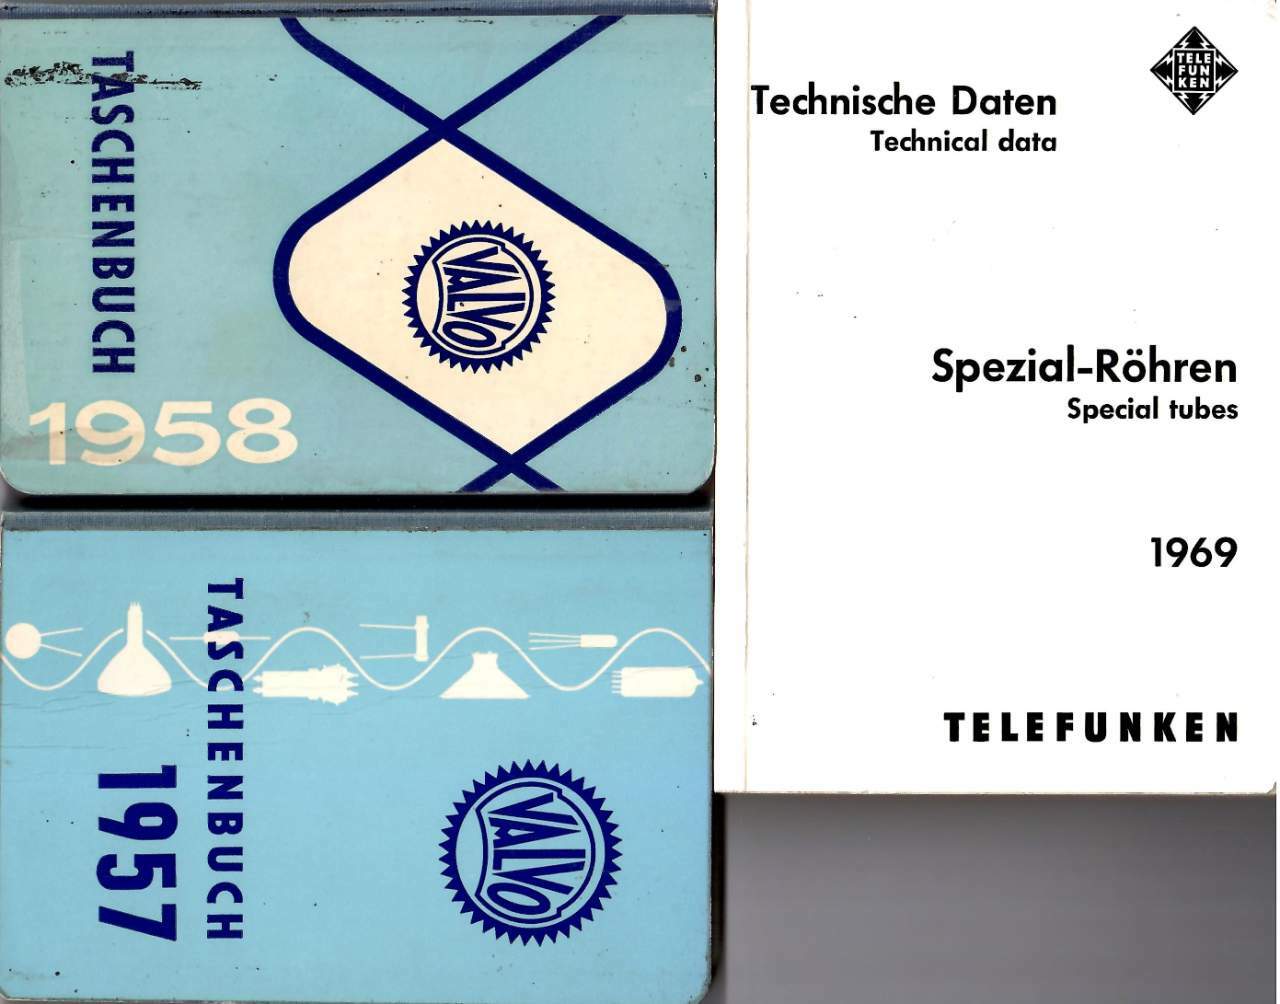 TASCHENBUCH
VALVO
1958
TASCHENBUCH
1957
VALVO
TELE
FUN
KEN
Technische Daten
Technical data
Spezial-Röhren
Special tubes
1969
TELEFUNKEN